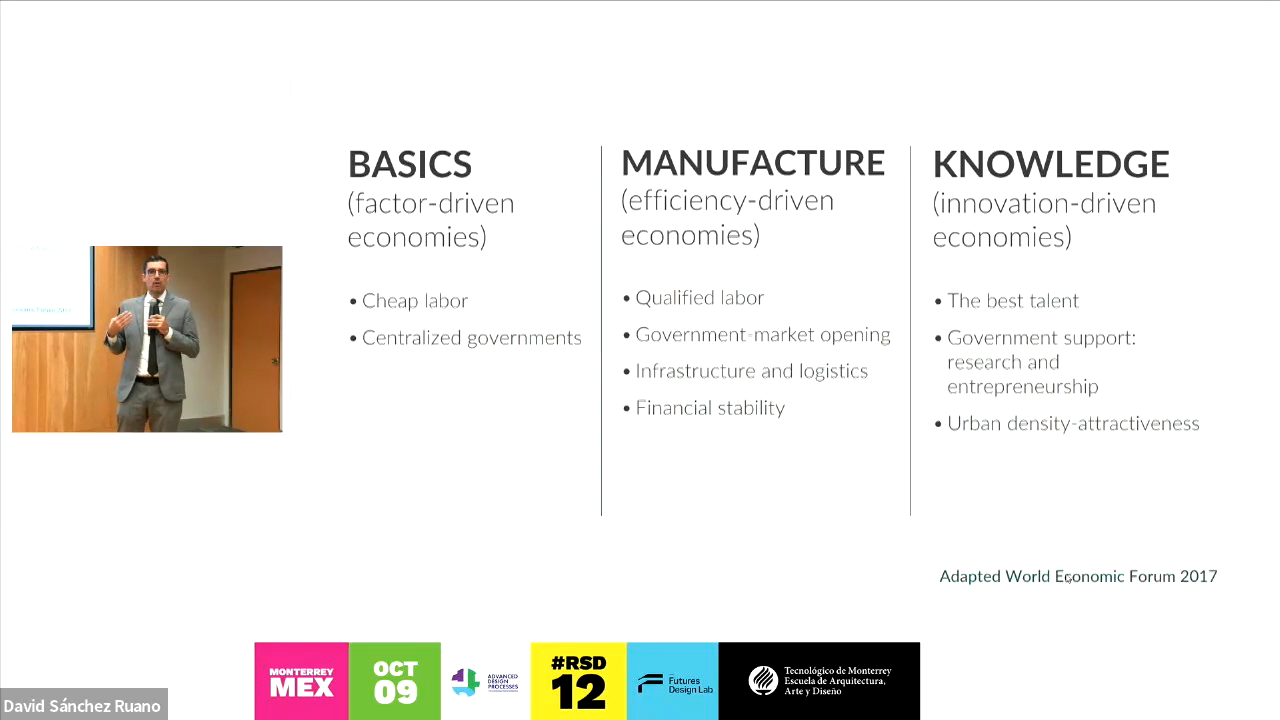 BASICS
(factor-driven
economies)
• Cheap labor
• Centralized governments
MANUFACTURE
(efficiency-driven
economies)
• Qualified labor
• Government-market opening
• Infrastructure and logistics
• Financial stability
KNOWLEDGE
(innovation-driven
economies)
• The best talent
• Government support:
research and
entrepreneurship
• Urban density-attractiveness
Adapted World Economic Forum 2017
MONTERREY
MEX
OCT
09
ADVANCED
DESIGN
PROCESSES
#RSD
12
Futures
Design Lab
Tecnológico de Monterrey
Escuela de Arquitectura,
Arte y Diseño
David Sánchez Ruano